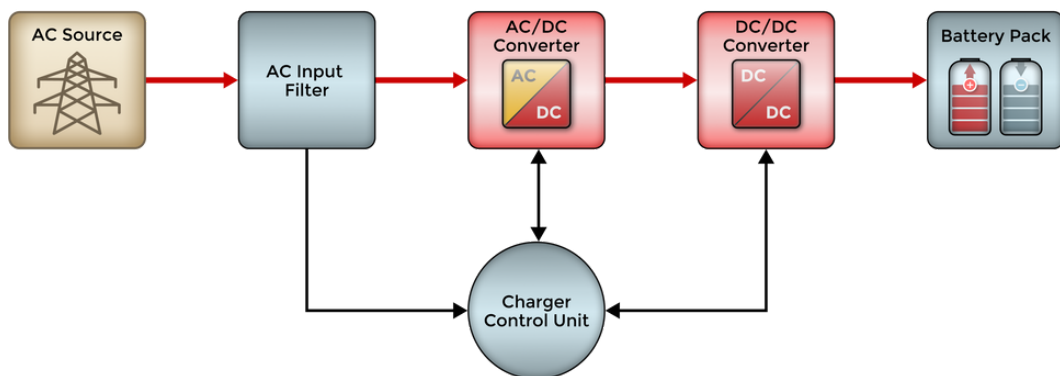 AC Source
AC Input
Filter
AC/DC
Converter
AC
DC
DC/DC
Converter
DC
DC
Battery Pack
+
−
Charger
Control Unit